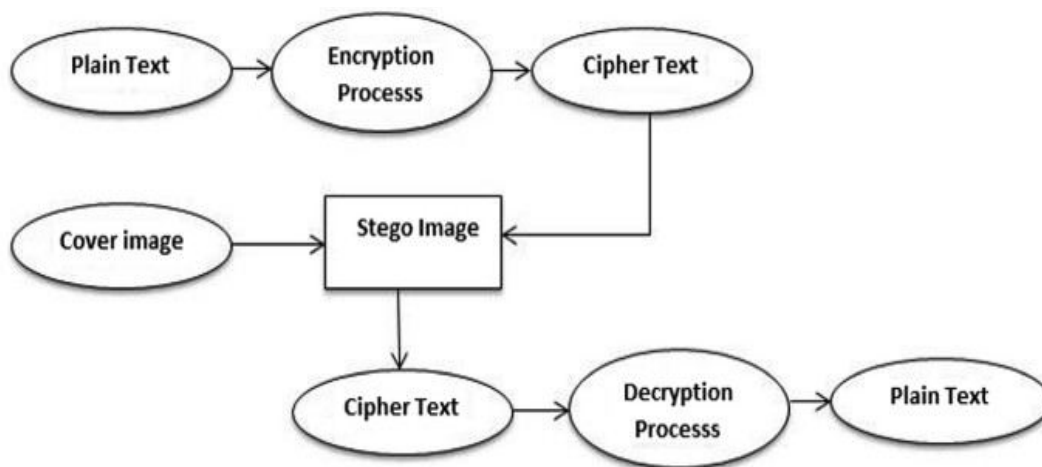 Plain Text
Encryption
Processs
Cipher Text
Cover image
Stego Image
Cipher Text
Decryption
Processs
Plain Text